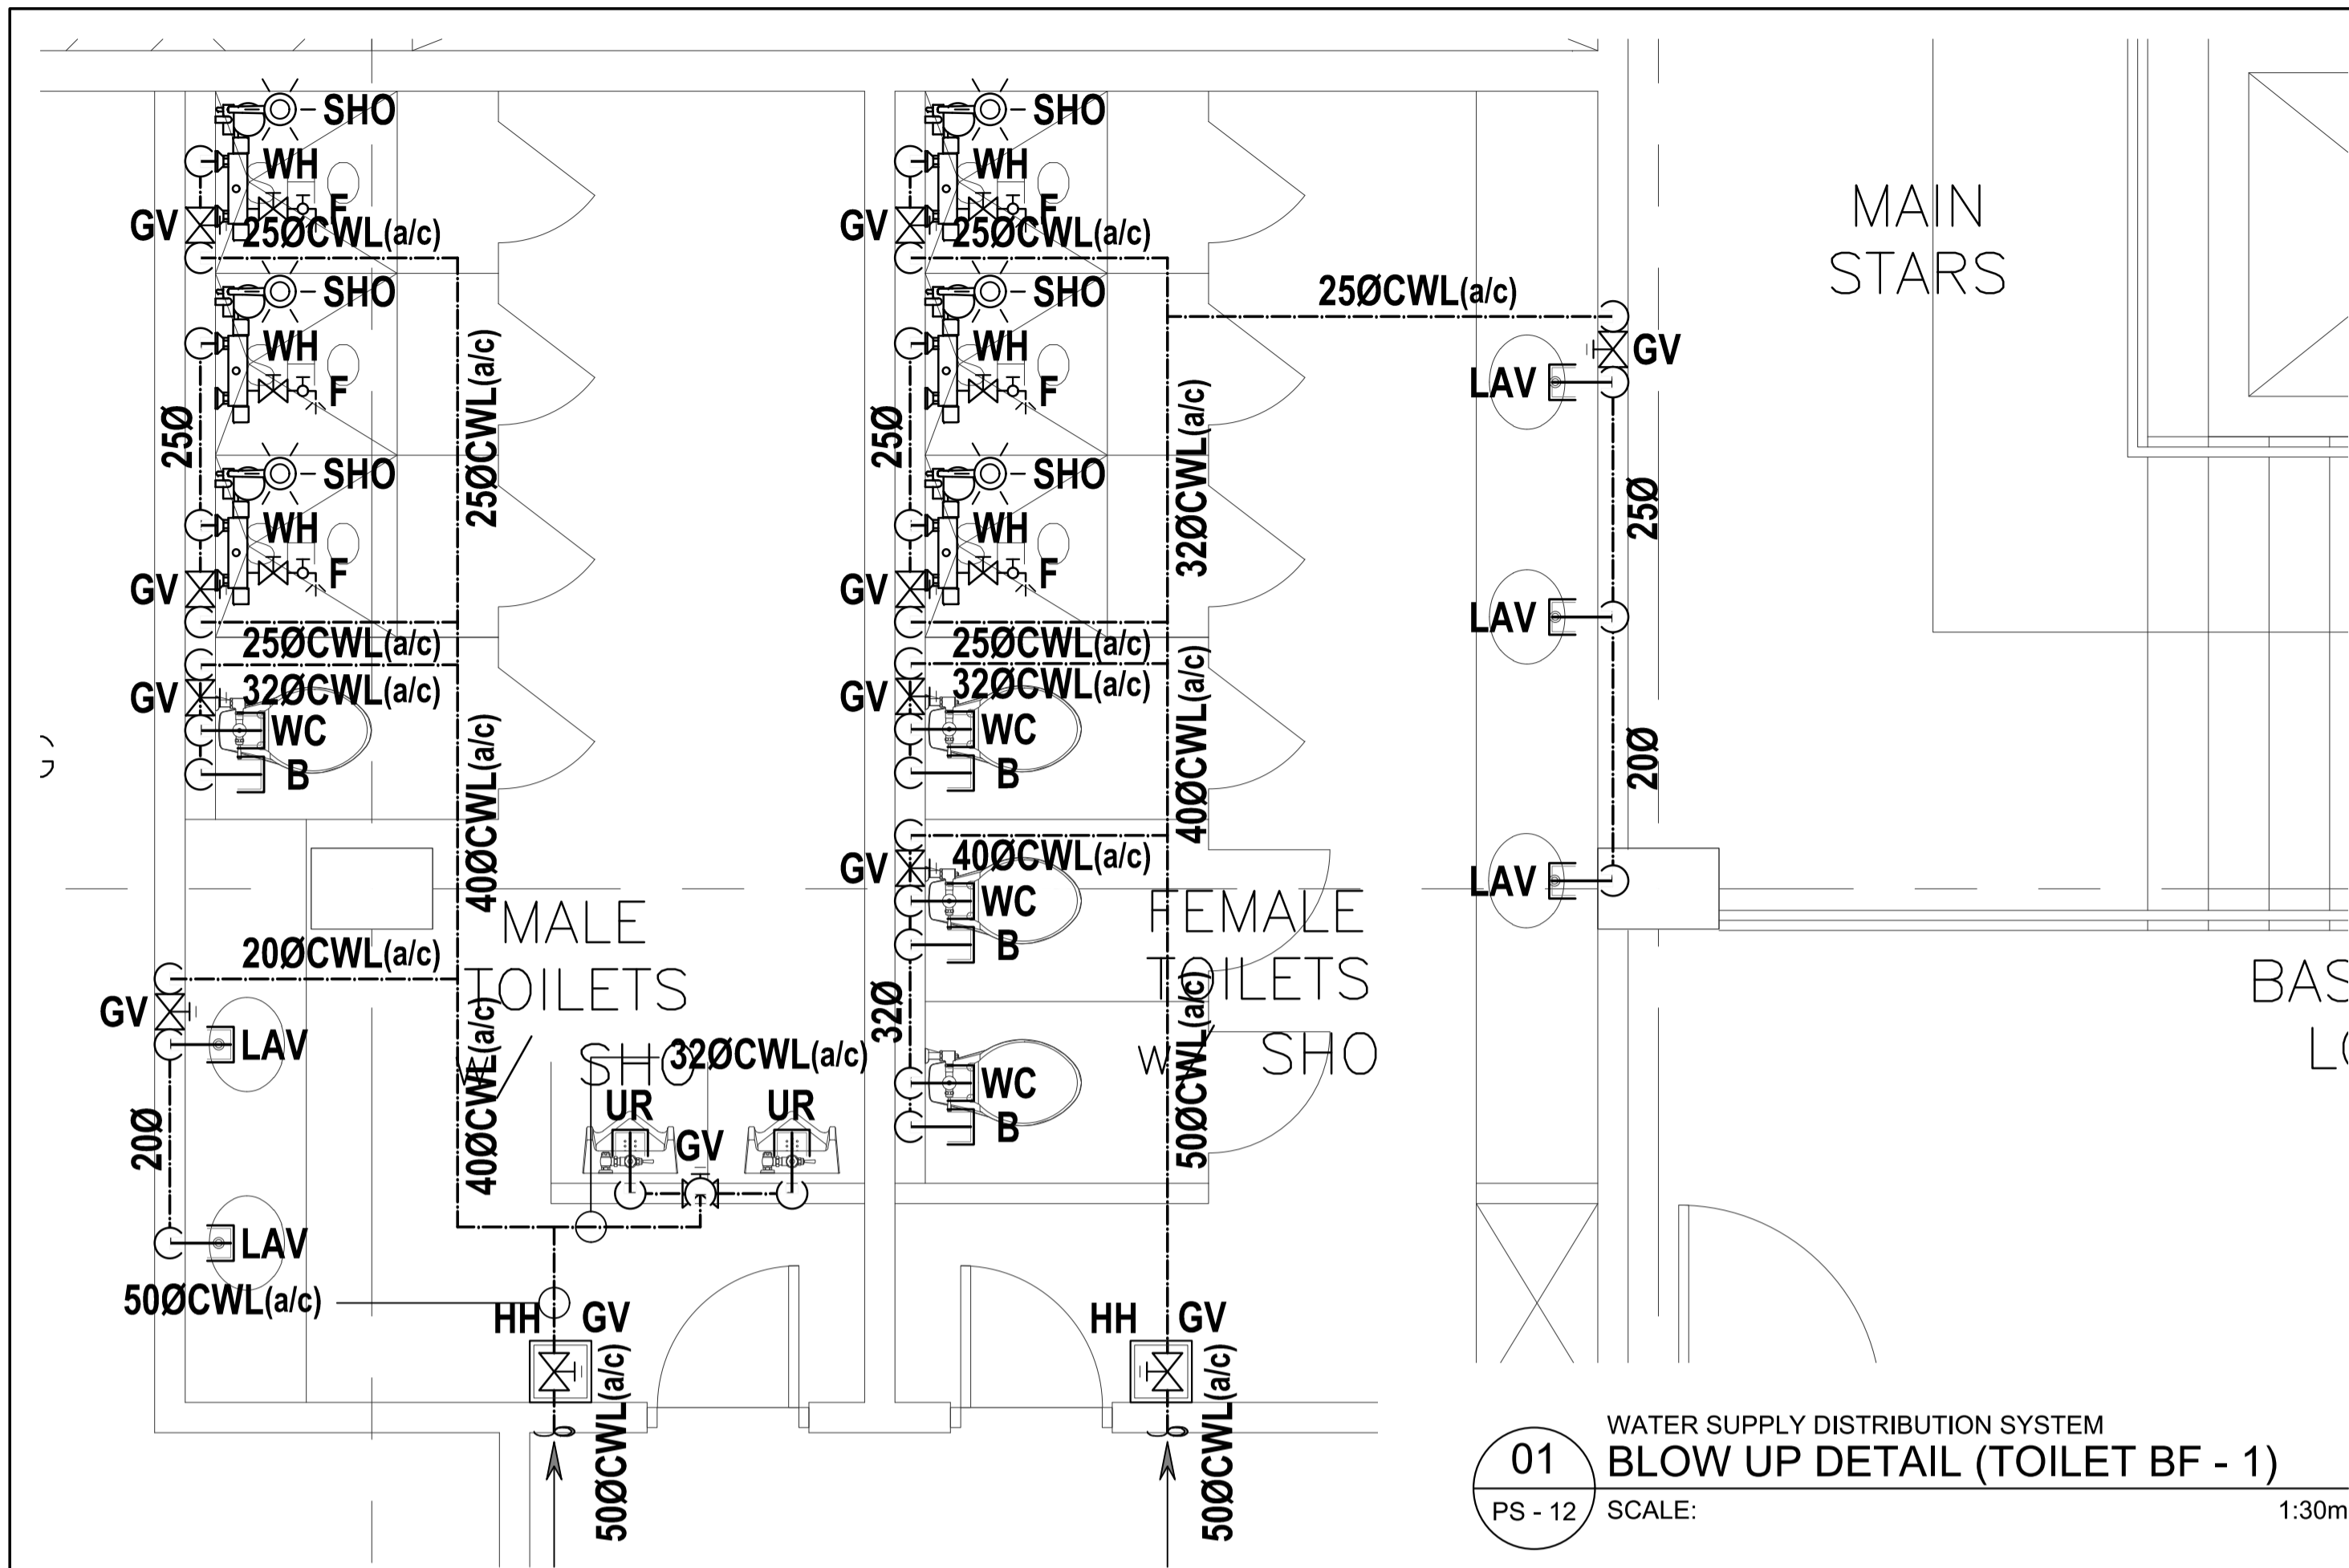 SHO
WH
GV
F
25ØCWL(a/c)
SHO
WH
F
25Ø
25ØCWL(a/c)
SHO
WH
F
GV
25ØCWL(a/c)
32ØCWL(a/c)
GV
WC
B
40ØCWL(a/c)
20ØCWL(a/c)
GV
LAV
20Ø
LAV
40ØCWL(a/c)
50ØCWL(a/c)
MALE
TOILETS
W/ SHO
32ØCWL(a/c)
UR
UR
GV
HH
GV
50ØCWL(a/c)
SHO
WH
GV
F
25ØCWL(a/c)
SHO
WH
F
25Ø
32ØCWL(a/c)
SHO
WH
F
GV
25ØCWL(a/c)
32ØCWL(a/c)
GV
WC
B
40ØCWL(a/c)
40ØCWL(a/c)
GV
WC
B
32Ø
WC
B
50ØCWL(a/c)
FEMALE
TOILETS
W/ SHO
HH
GV
50ØCWL(a/c)
25ØCWL(a/c)
GV
LAV
25Ø
LAV
20Ø
LAV
MAIN
STARS
BAS
LO
01
PS - 12
WATER SUPPLY DISTRIBUTION SYSTEM
BLOW UP DETAIL (TOILET BF - 1)
SCALE:
1:30m